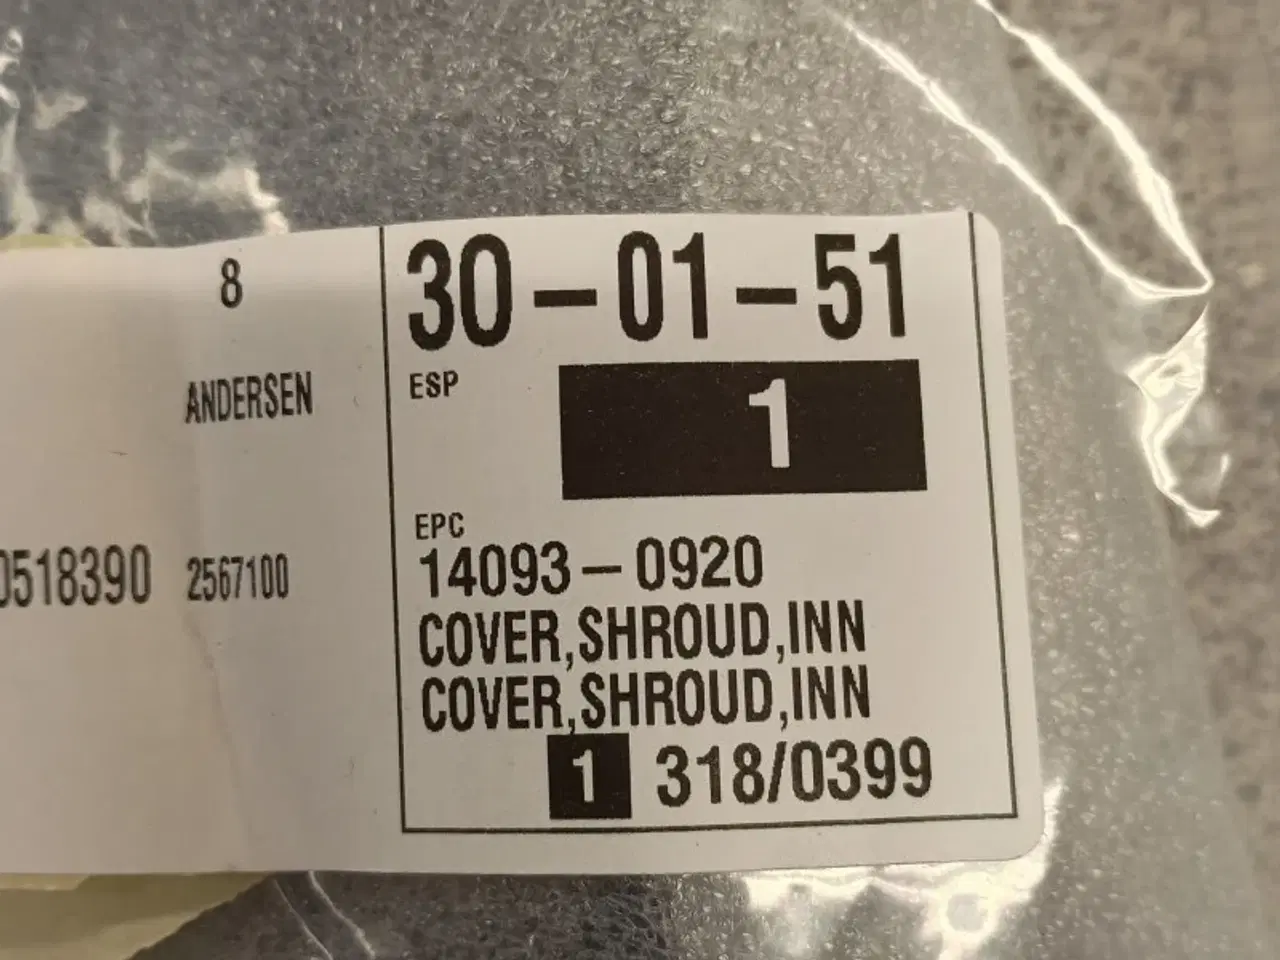 8
ANDERSEN
0518390 2567100
30-01-51
ESP
1
EPC
14093-0920
COVER,SHROUD,INN
COVER,SHROUD,INN
1 318/0399